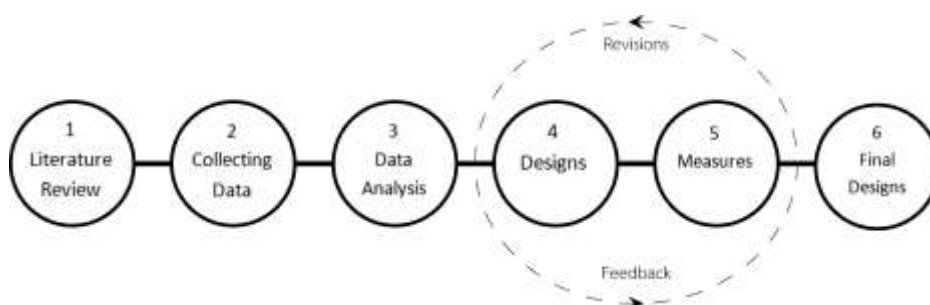 Revisions
1
Literature
Review
2
Collecting
Data
3
Data
Analysis
4
Designs
5
Measures
6
Final
Designs
Feedback